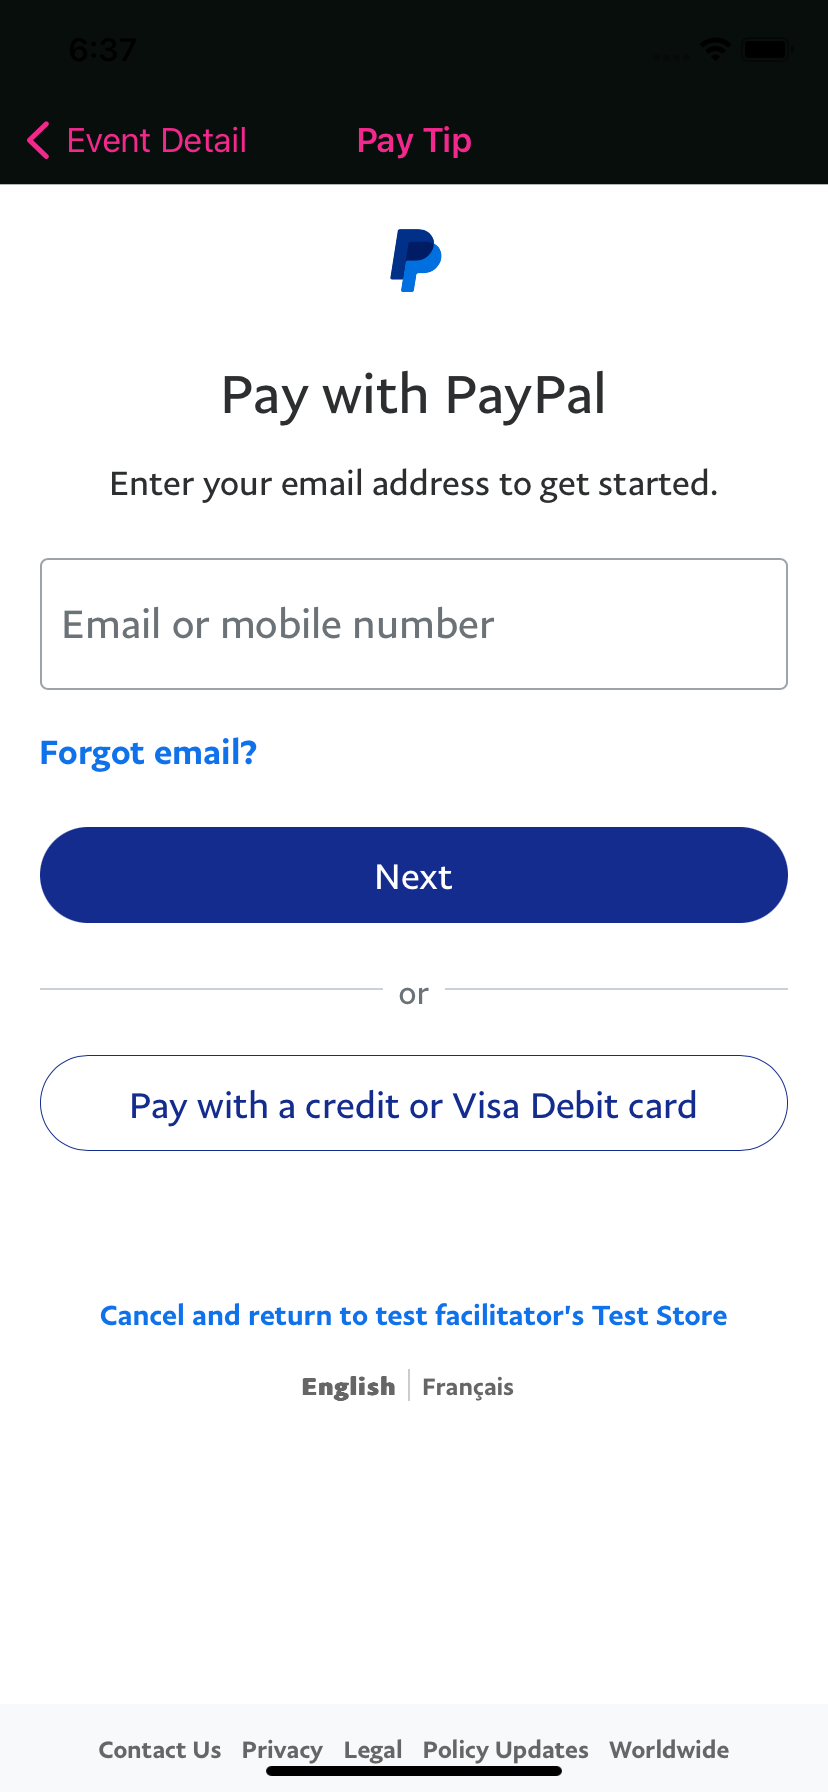 6:37
Event Detail
Pay Tip
Pay with PayPal
Enter your email address to get started.
Email or mobile number
Forgot email?
Next
or
Pay with a credit or Visa Debit card
Cancel and return to test facilitator's Test Store
English | Français
Contact Us Privacy Legal Policy Updates Worldwide